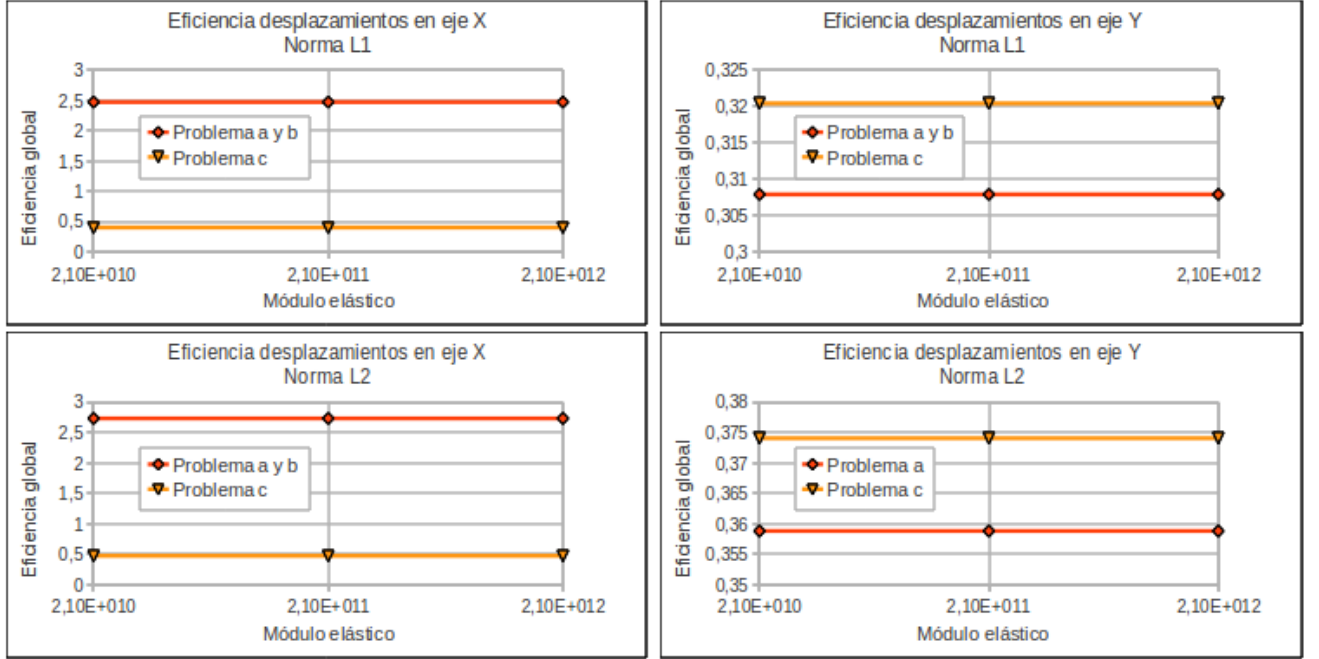 Eficiencia desplazamientos en eje X
Norma L1
3
2,5
2
1,5
1
0,5
0
Eficiencia global
Problema a y b
Problema c
2,10E+010
2,10E+011
2,10E+012
Módulo elástico
Eficiencia desplazamientos en eje Y
Norma L1
0,325
0,32
0,315
0,31
0,305
0,3
Eficiencia global
Problema a y b
Problema c
2,10E+010
2,10E+011
2,10E+012
Módulo elástico
Eficiencia desplazamientos en eje X
Norma L2
3
2,5
2
1,5
1
0,5
0
Eficiencia global
Problema a y b
Problema c
2,10E+010
2,10E+011
2,10E+012
Módulo elástico
Eficiencia desplazamientos en eje Y
Norma L2
0,38
0,375
0,37
0,365
0,36
0,355
0,35
Eficiencia global
Problema a
Problema c
2,10E+010
2,10E+011
2,10E+012
Módulo elástico